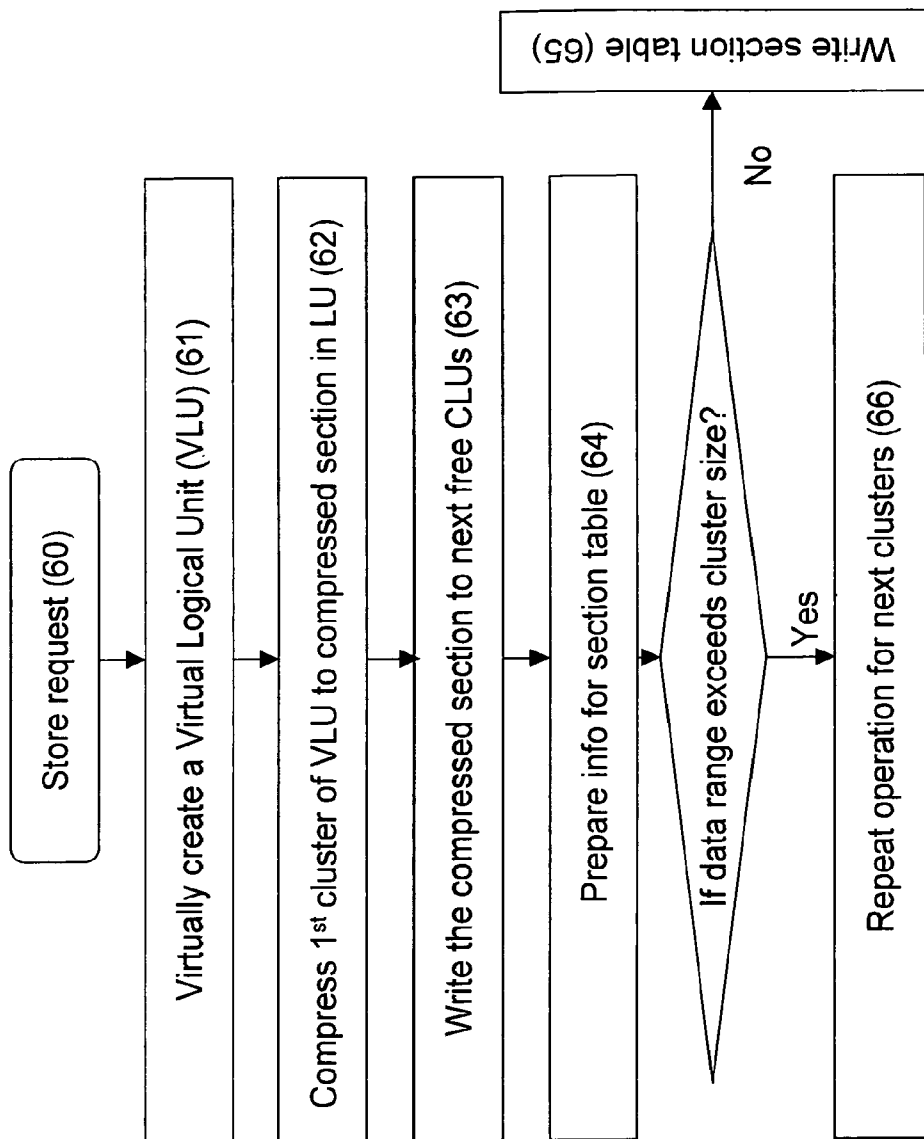 Store request (60)
Virtually create a Virtual Logical Unit (VLU) (61)
Compress 1st cluster of VLU to compressed section in LU (62)
Write the compressed section to next free CLUs (63)
Prepare info for section table (64)
If data range exceeds cluster size?
No
Write section table (65)
Yes
Repeat operation for next clusters (66)